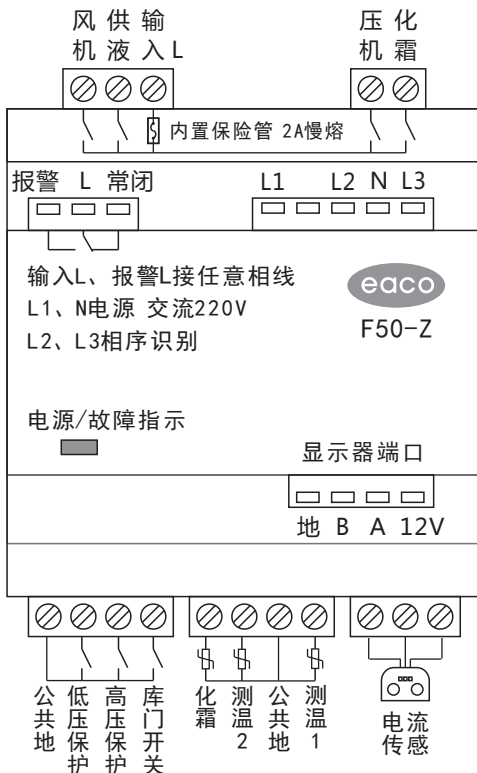 风 供 输
机 液 入 L
压 化
机 霜
内置保险管 2A慢熔
报警 L 常闭
L1 L2 N L3
输入L、报警L接任意相线
L1、N电源 交流220V
L2、L3相序识别
eaco
F50-Z
电源/故障指示
显示器端口
地 B A 12V
公共地
低压保护
高压保护
库门开关
化霜
测温2
公共地
测温1
电流
传感